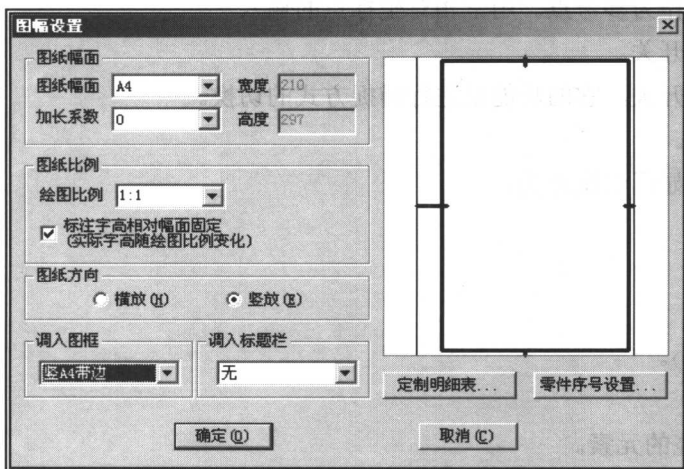 图幅设置
图纸幅面
图纸幅面 A4 宽度 210
加长系数 0 高度 297
图纸比例
绘图比例 1:1
标注字高相对幅面固定
(实际字高随绘图比例变化)
图纸方向
横放(H) 竖放(E)
调入图框 调入标题栏
竖A4带边 无
定制明细表... 零件序号设置...
确定(O) 取消(C)
的元素。